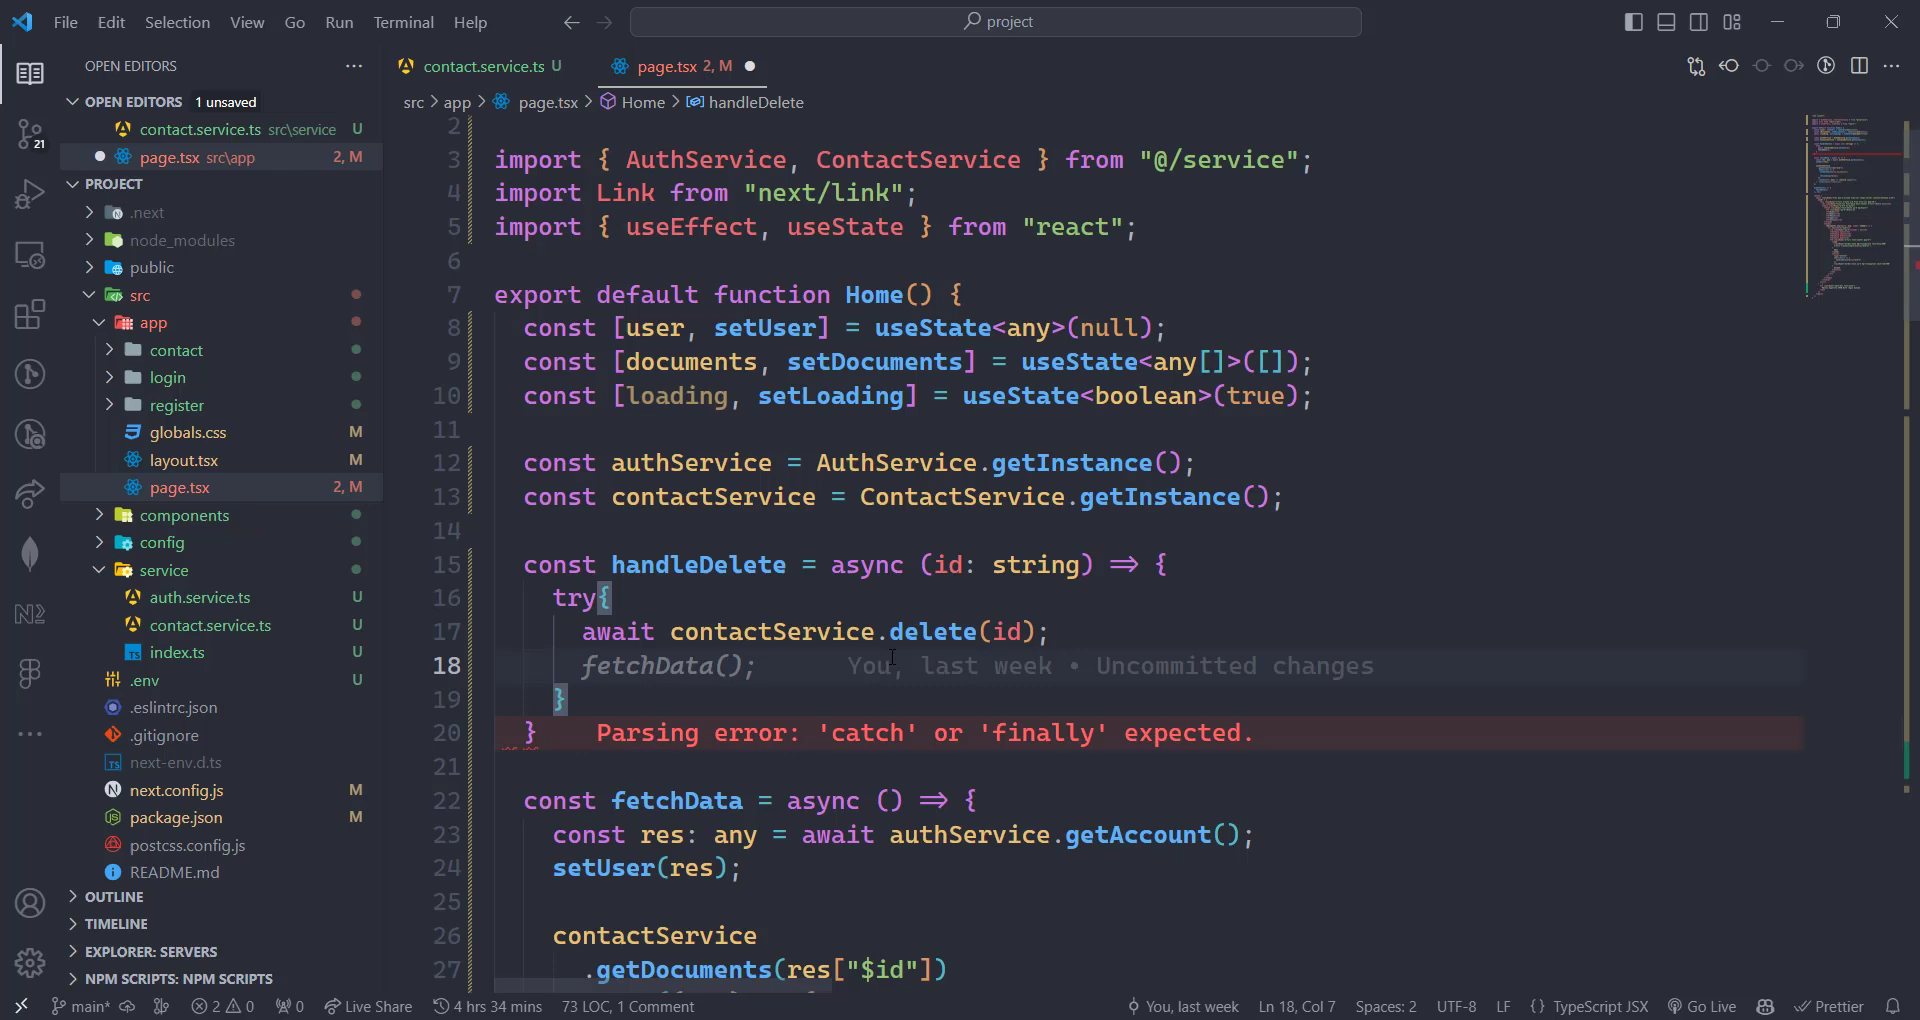 File Edit Selection View Go Run Terminal Help
project
OPEN EDITORS
OPEN EDITORS 1 unsaved
contact.service.ts src\service U
page.tsx src\app 2, M
PROJECT
.next
node_modules
public
src
app
contact
login
register
globals.css M
layout.tsx M
page.tsx 2, M
components
config
service
auth.service.ts U
contact.service.ts U
TS index.ts U
.env U
.eslintrc.json
.gitignore
TS next-env.d.ts
N next.config.js M
JS package.json M
postcss.config.js
README.md
OUTLINE
TIMELINE
EXPLORER: SERVERS
NPM SCRIPTS: NPM SCRIPTS
21
contact.service.ts U
page.tsx 2, M
src > app > page.tsx > Home > handleDelete
2
3 import { AuthService, ContactService } from "@/service";
4 import Link from "next/link";
5 import { useEffect, useState } from "react";
6
7 export default function Home() {
8 const [user, setUser] = useState<any>(null);
9 const [documents, setDocuments] = useState<any[]>([]);
10 const [loading, setLoading] = useState<boolean>(true);
11
12 const authService = AuthService.getInstance();
13 const contactService = ContactService.getInstance();
14
15 const handleDelete = async (id: string) => {
16 try{
17 await contactService.delete(id);
18 fetchData(); You, last week • Uncommitted changes
19 }
20 } Parsing error: 'catch' or 'finally' expected.
21
22 const fetchData = async () => {
23 const res: any = await authService.getAccount();
24 setUser(res);
25
26 contactService
27 .getDocuments(res["$id"])
main* 2 0 0 Live Share 4 hrs 34 mins 73 LOC, 1 Comment You, last week Ln 18, Col 7 Spaces: 2 UTF-8 LF {} TypeScript JSX Go Live Prettier